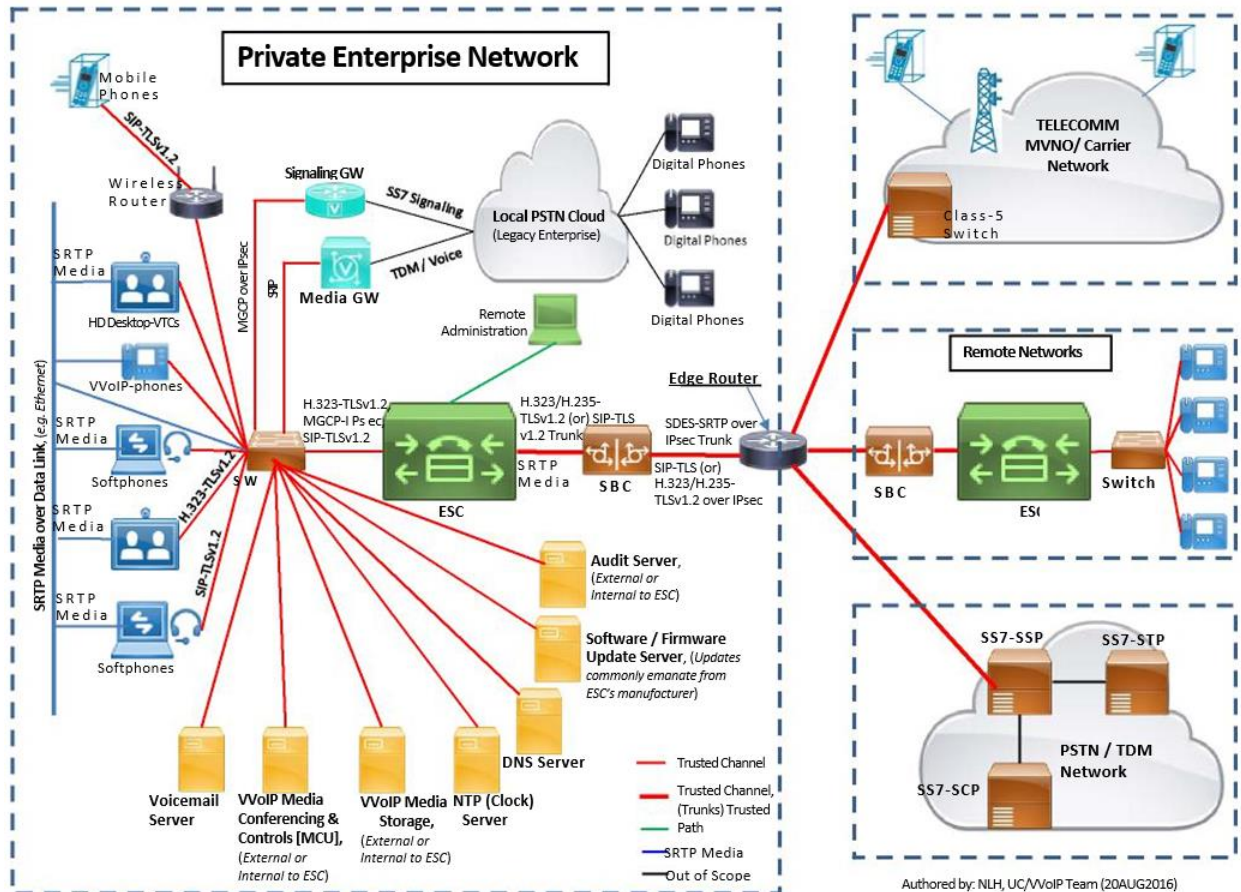 Private Enterprise Network
Mobile
Phones
SIP-TLSv1.2
Wireless
Router
Signaling GW
SS7 Signaling
Local PSTN Cloud
(Legacy Enterprise)
Digital Phones
Digital Phones
Digital Phones
TDM / Voice
Media GW
MGCP over IPsec
SRTP
SRTP
Media
HD Desktop-VTCs
VVoIP-phones
SRTP
Media
Softphones
SRTP
Media
SRTP
Media
Softphones
SRTP Media over Data Link, (e.g. Ethernet)
H.323-TLSv1.2
SIP-TLSv1.2
SW
Remote
Administration
H.323-TLSv1.2,
MGCP-IPsec,
SIP-TLSv1.2
ESC
H.323/H.235-
TLSv1.2 (or) SIP-TLS
v1.2 Trunk
SRTP
Media
SBC
Edge Router
SDES-SRTP over
IPsec Trunk
SIP-TLS (or)
H.323/H.235-
TLSv1.2 over IPsec
Audit Server,
(External or
Internal to ESC)
Software / Firmware
Update Server, (Updates
commonly emanate from
ESC's manufacturer)
DNS Server
Voicemail
Server
VVoIP Media
Conferencing &
Controls [MCU],
(External or
Internal to ESC)
VVoIP Media
Storage,
(External or
Internal to ESC)
NTP (Clock)
Server
Trusted Channel
Trusted Channel,
(Trunks) Trusted
Path
SRTP Media
Out of Scope
TELECOMM
MVNO/ Carrier
Network
Class-5
Switch
Remote Networks
SBC
ESC
Switch
SS7-SSP
SS7-STP
PSTN / TDM
Network
SS7-SCP
Authored by: NLH, UC/VVoIP Team (20AUG2016)